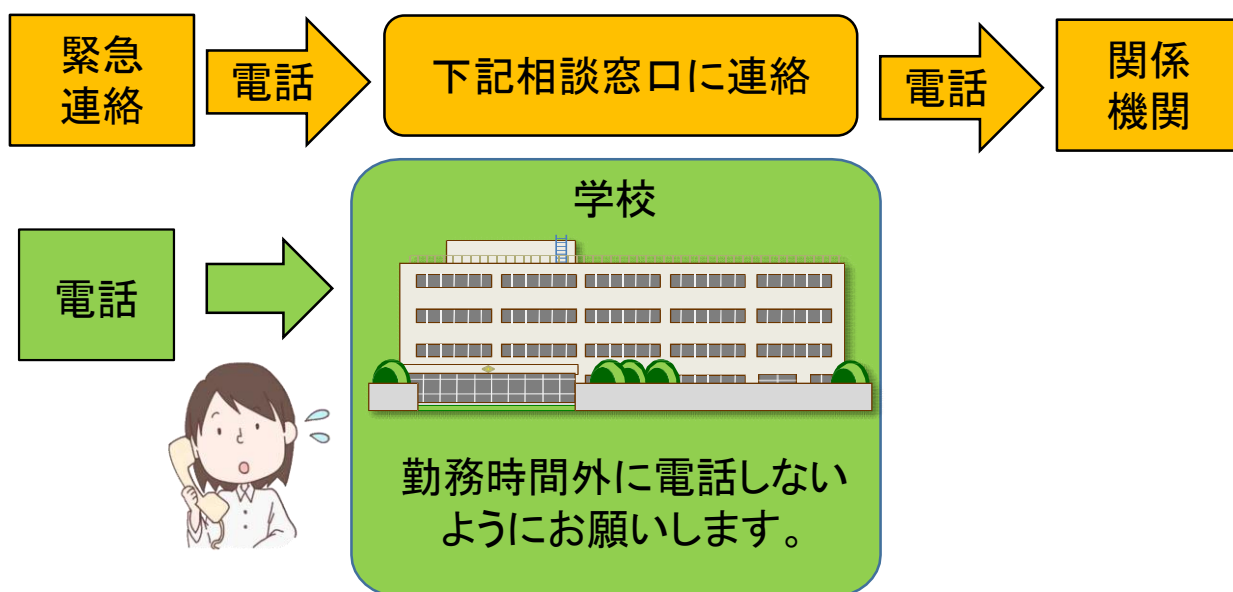 緊急
連絡
電話
下記相談窓口に連絡
電話
関係
機関
学校
電話
勤務時間外に電話しない
ようにお願いします。